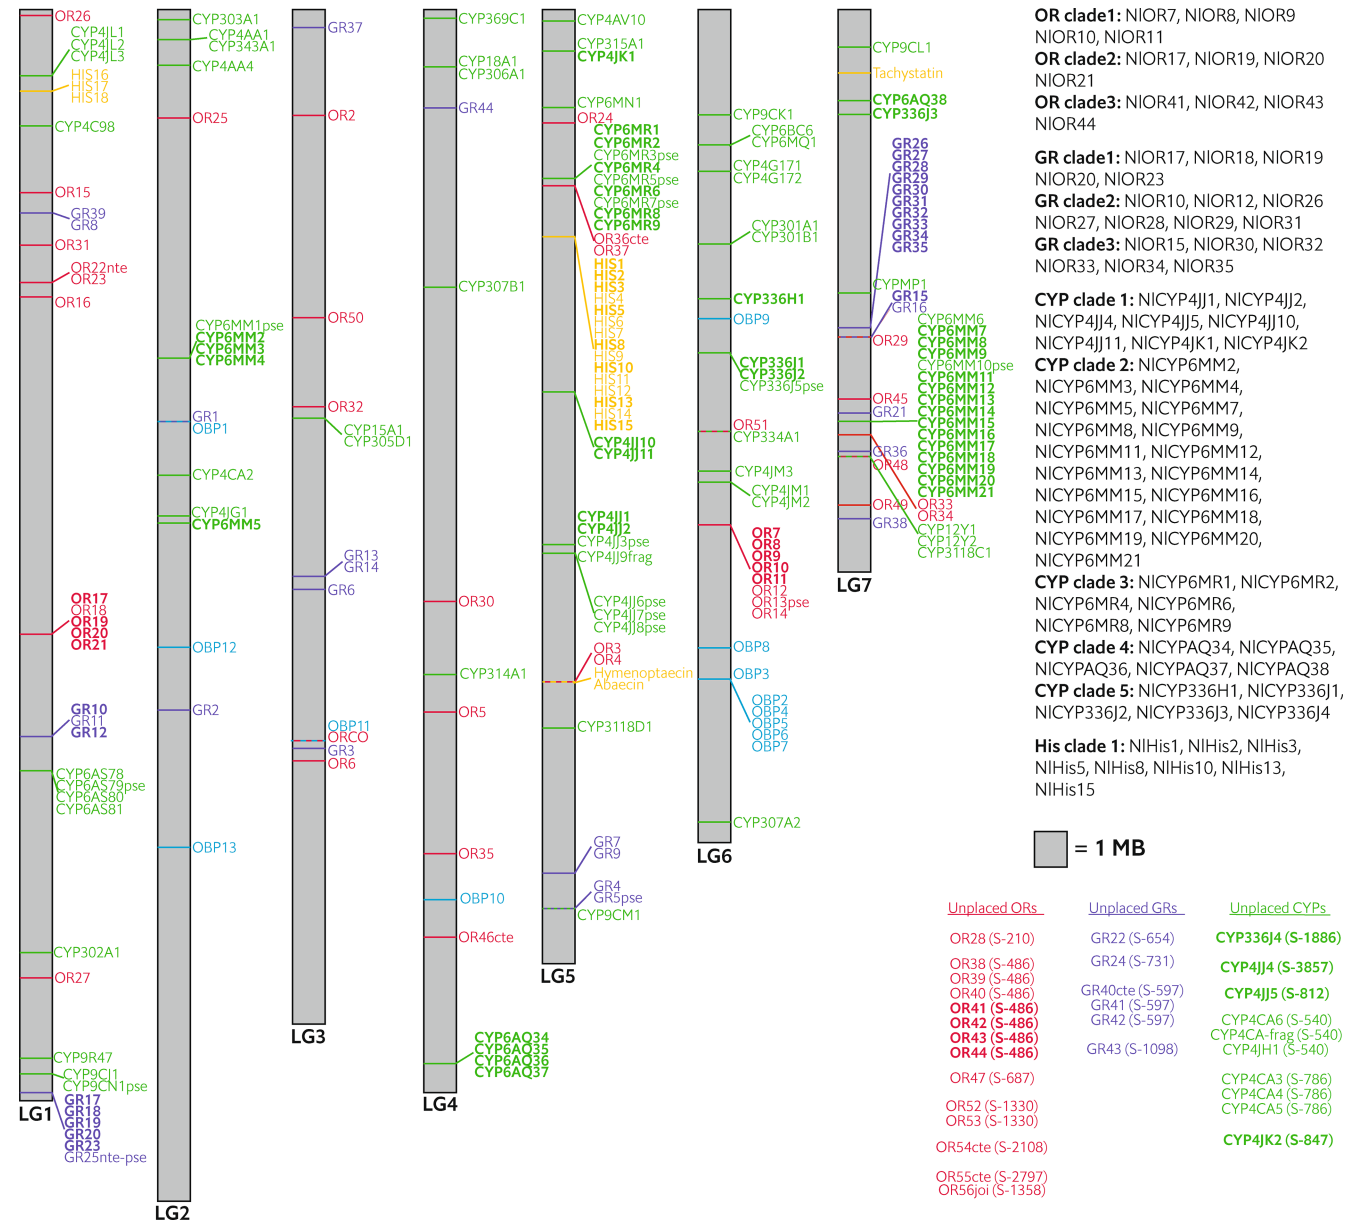 OR26
CYP4JL1
CYP4JL2
CYP4JL3
HIS16
HIS17
HIS18
CYP4C98
OR15
GR39
GR8
OR31
OR22nte
OR23
OR16
OR17
OR18
OR19
OR20
OR21
GR10
GR11
GR12
CYP6AS78
CYP6AS79pse
CYP6AS80
CYP6AS81
CYP302A1
OR27
CYP9R47
CYP9CJ1
CYP9CN1pse
GR17
GR18
GR19
GR20
GR23
GR25nte-pse
LG1
CYP303A1
CYP4AA1
CYP343A1
CYP4AA4
OR25
CYP6MM1pse
CYP6MM2
CYP6MM3
CYP6MM4
GR1
OBP1
CYP4CA2
CYP4JG1
CYP6MM5
OBP12
GR2
OBP13
LG2
GR37
OR2
OR50
OR32
CYP15A1
CYP305D1
GR13
GR14
GR6
OBP11
ORCO
GR3
OR6
LG3
CYP369C1
CYP18A1
CYP306A1
GR44
CYP307B1
OR30
CYP314A1
OR5
OR35
OBP10
OR46cte
CYP6AQ34
CYP6AQ35
CYP6AQ36
CYP6AQ37
LG4
CYP4AV10
CYP315A1
CYP4JK1
CYP6MN1
OR24
CYP6MR1
CYP6MR2
CYP6MR3pse
CYP6MR4
CYP6MR5pse
CYP6MR6
CYP6MR7pse
CYP6MR8
CYP6MR9
OR36cte
OR37
HIS1
HIS2
HIS3
HIS4
HIS5
HIS6
HIS7
HIS8
HIS9
HIS10
HIS11
HIS12
HIS13
HIS14
HIS15
CYP4JJ10
CYP4JJ11
CYP4JJ1
CYP4JJ2
CYP4JJ3pse
CYP4JJ9frag
CYP4JJ6pse
CYP4JJ7pse
CYP4JJ8pse
OR3
OR4
Hymenoptaecin
Abaecin
CYP3118D1
GR7
GR9
GR4
GR5pse
CYP9CM1
LG5
CYP9CK1
CYP6BC6
CYP6MQ1
CYP4G171
CYP4G172
CYP301A1
CYP301B1
CYP336H1
OBP9
CYP336J1
CYP336J2
CYP336J5pse
OR51
CYP334A1
CYP4JM3
CYP4JM1
CYP4JM2
OR7
OR8
OR9
OR10
OR11
OR12
OR13pse
OR14
OBP8
OBP3
OBP2
OBP4
OBP5
OBP6
OBP7
CYP307A2
LG6
CYP9CL1
Tachystatin
CYP6AQ38
CYP336J3
GR26
GR27
GR28
GR29
GR30
GR31
GR32
GR33
GR34
GR35
CYPMP1
GR15
GR16
OR29
CYP6MM6
CYP6MM7
CYP6MM8
CYP6MM9
CYP6MM10pse
CYP6MM11
CYP6MM12
CYP6MM13
CYP6MM14
CYP6MM15
CYP6MM16
CYP6MM17
CYP6MM18
CYP6MM19
CYP6MM20
CYP6MM21
OR45
GR21
GR36
OR48
OR49
OR33
OR34
GR38
CYP12Y1
CYP12Y2
CYP3118C1
LG7
OR clade1: NlOR7, NlOR8, NlOR9
NlOR10, NlOR11
OR clade2: NlOR17, NlOR19, NlOR20
NlOR21
OR clade3: NlOR41, NlOR42, NlOR43
NlOR44
GR clade1: NlOR17, NlOR18, NlOR19
NlOR20, NlOR23
GR clade2: NlOR10, NlOR12, NlOR26
NlOR27, NlOR28, NlOR29, NlOR31
GR clade3: NlOR15, NlOR30, NlOR32
NlOR33, NlOR34, NlOR35
CYP clade 1: NlCYP4JJ1, NlCYP4JJ2,
NlCYP4JJ4, NlCYP4JJ5, NlCYP4JJ10,
NlCYP4JJ11, NlCYP4JK1, NlCYP4JK2
CYP clade 2: NlCYP6MM2,
NlCYP6MM3, NlCYP6MM4,
NlCYP6MM5, NlCYP6MM7,
NlCYP6MM8, NlCYP6MM9,
NlCYP6MM11, NlCYP6MM12,
NlCYP6MM13, NlCYP6MM14,
NlCYP6MM15, NlCYP6MM16,
NlCYP6MM17, NlCYP6MM18,
NlCYP6MM19, NlCYP6MM20,
NlCYP6MM21
CYP clade 3: NlCYP6MR1, NlCYP6MR2,
NlCYP6MR4, NlCYP6MR6,
NlCYP6MR8, NlCYP6MR9
CYP clade 4: NlCYPAQ34, NlCYPAQ35,
NlCYPAQ36, NlCYPAQ37, NlCYPAQ38
CYP clade 5: NlCYP336H1, NlCYP336J1,
NlCYP336J2, NlCYP336J3, NlCYP336J4
His clade 1: NlHis1, NlHis2, NlHis3,
NlHis5, NlHis8, NlHis10, NlHis13,
NlHis15
= 1 MB
Unplaced ORs
OR28 (S-210)
OR38 (S-486)
OR39 (S-486)
OR40 (S-486)
OR41 (S-486)
OR42 (S-486)
OR43 (S-486)
OR44 (S-486)
OR47 (S-687)
OR52 (S-1330)
OR53 (S-1330)
OR54cte (S-2108)
OR55cte (S-2797)
OR56joi (S-1358)
Unplaced GRs
GR22 (S-654)
GR24 (S-731)
GR40cte (S-597)
GR41 (S-597)
GR42 (S-597)
GR43 (S-1098)
Unplaced CYPs
CYP336J4 (S-1886)
CYP4JJ4 (S-3857)
CYP4JJ5 (S-812)
CYP4CA6 (S-540)
CYP4CA-frag (S-540)
CYP4JH1 (S-540)
CYP4CA3 (S-786)
CYP4CA4 (S-786)
CYP4CA5 (S-786)
CYP4JK2 (S-847)